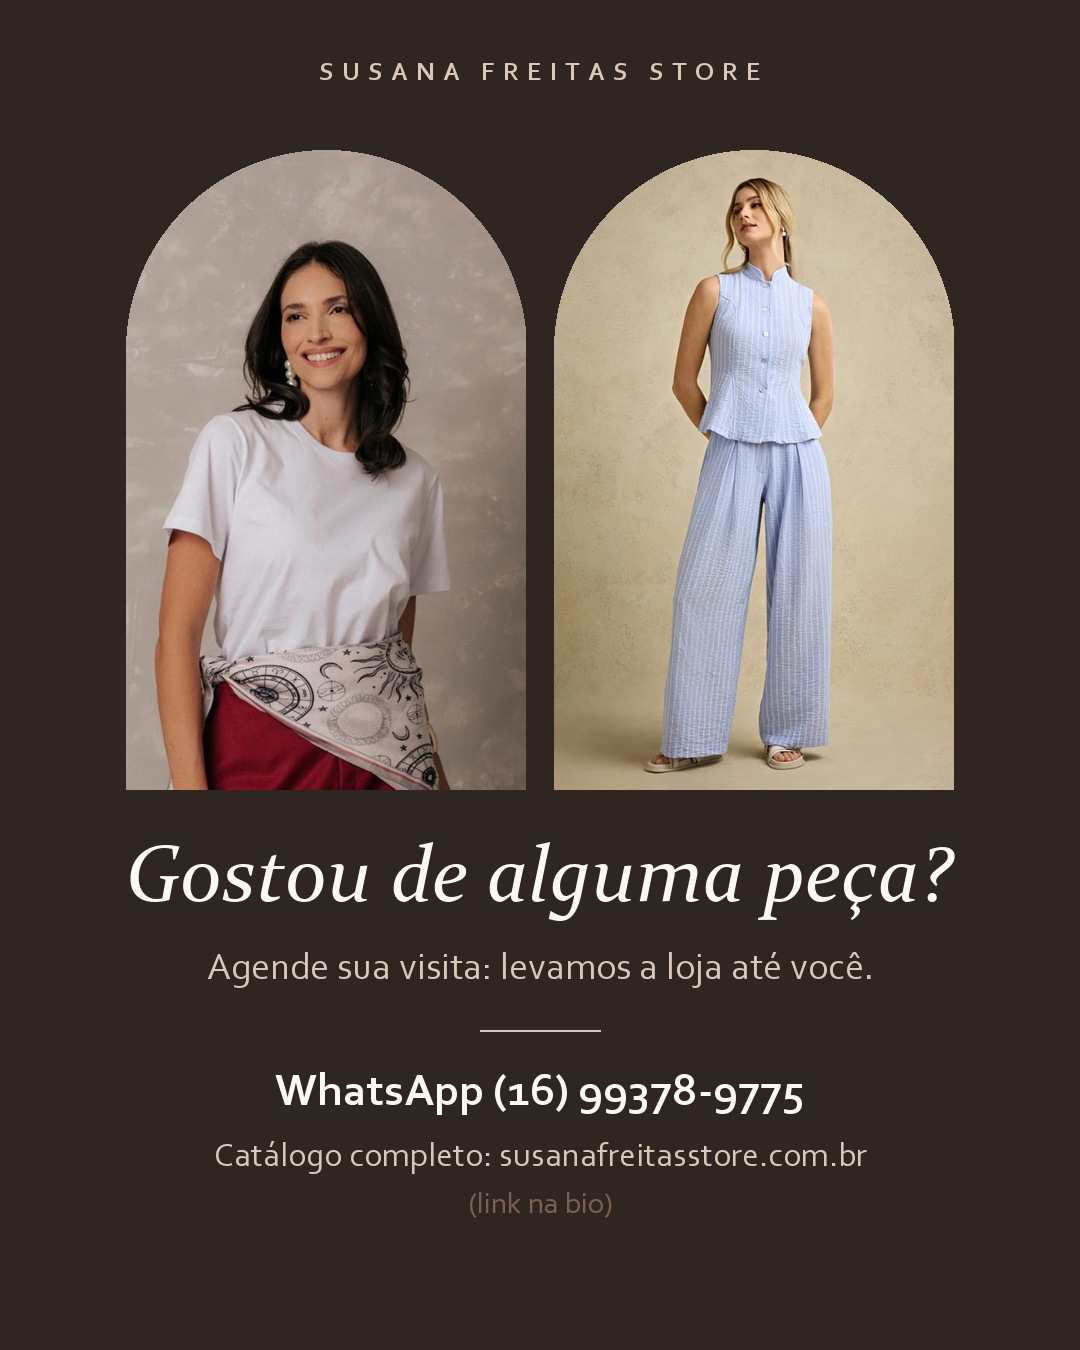 SUSANA FREITAS STORE
Gostou de alguma peça?
Agende sua visita: levamos a loja até você.
WhatsApp (16) 99378-9775
Catálogo completo: susanafreitasstore.com.br
(link na bio)